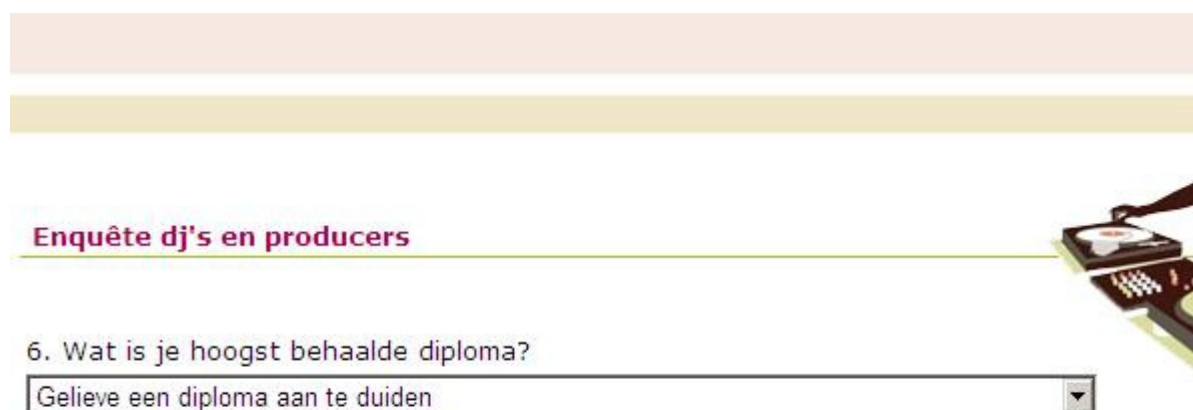 Enquête dj's en producers
6. Wat is je hoogst behaalde diploma?
Gelieve een diploma aan te duiden